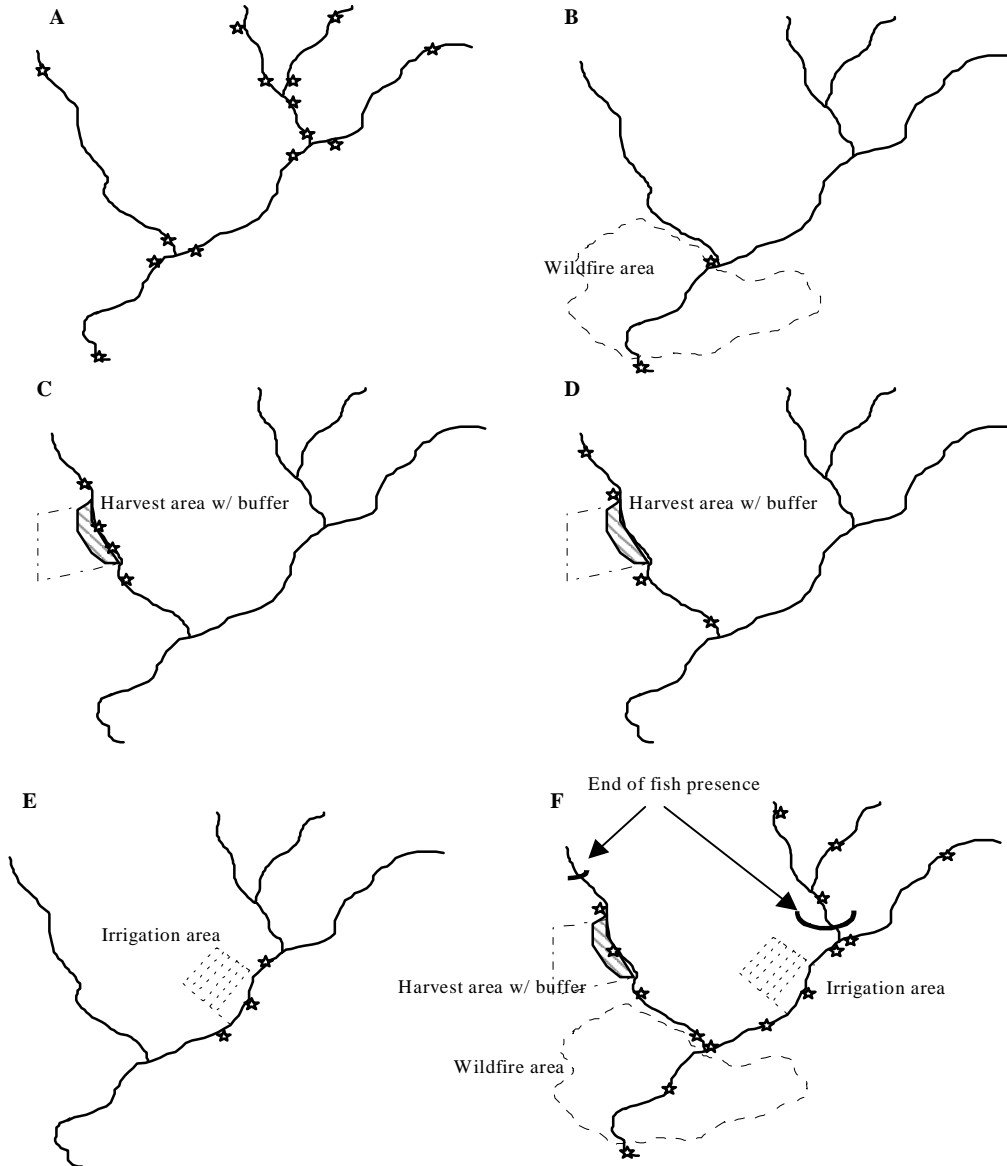 A
B
Wildfire area
C
D
Harvest area w/ buffer
Harvest area w/ buffer
E
F
End of fish presence
Irrigation area
Harvest area w/ buffer
Irrigation area
Wildfire area